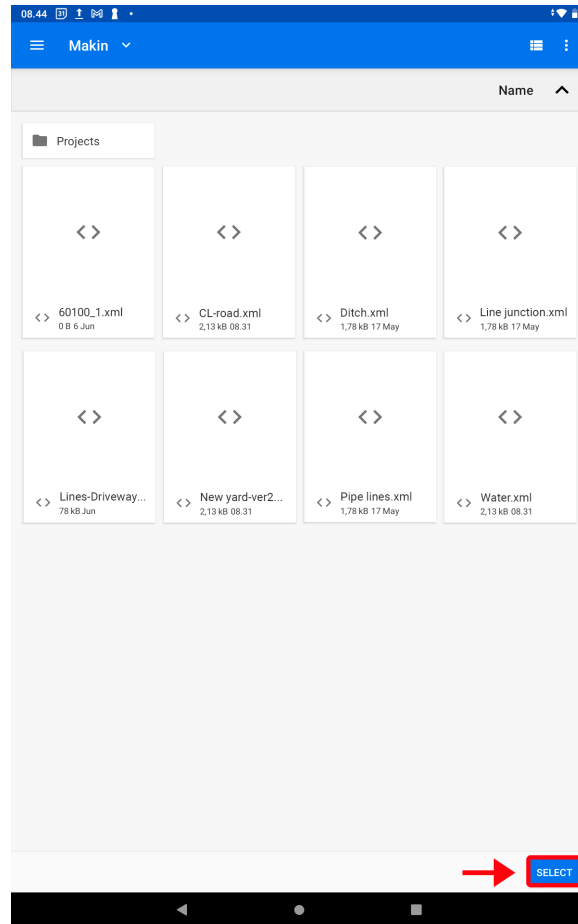 08.44 31
Makin
Name
Projects
60100_1.xml
0 B 6 Jun
CL-road.xml
2,13 kB 08.31
Ditch.xml
1,78 kB 17 May
Line junction.xml
1,78 kB 17 May
Lines-Driveway...
78 kB Jun
New yard-ver2...
2,13 kB 08.31
Pipe lines.xml
1,78 kB 17 May
Water.xml
2,13 kB 08.31
SELECT